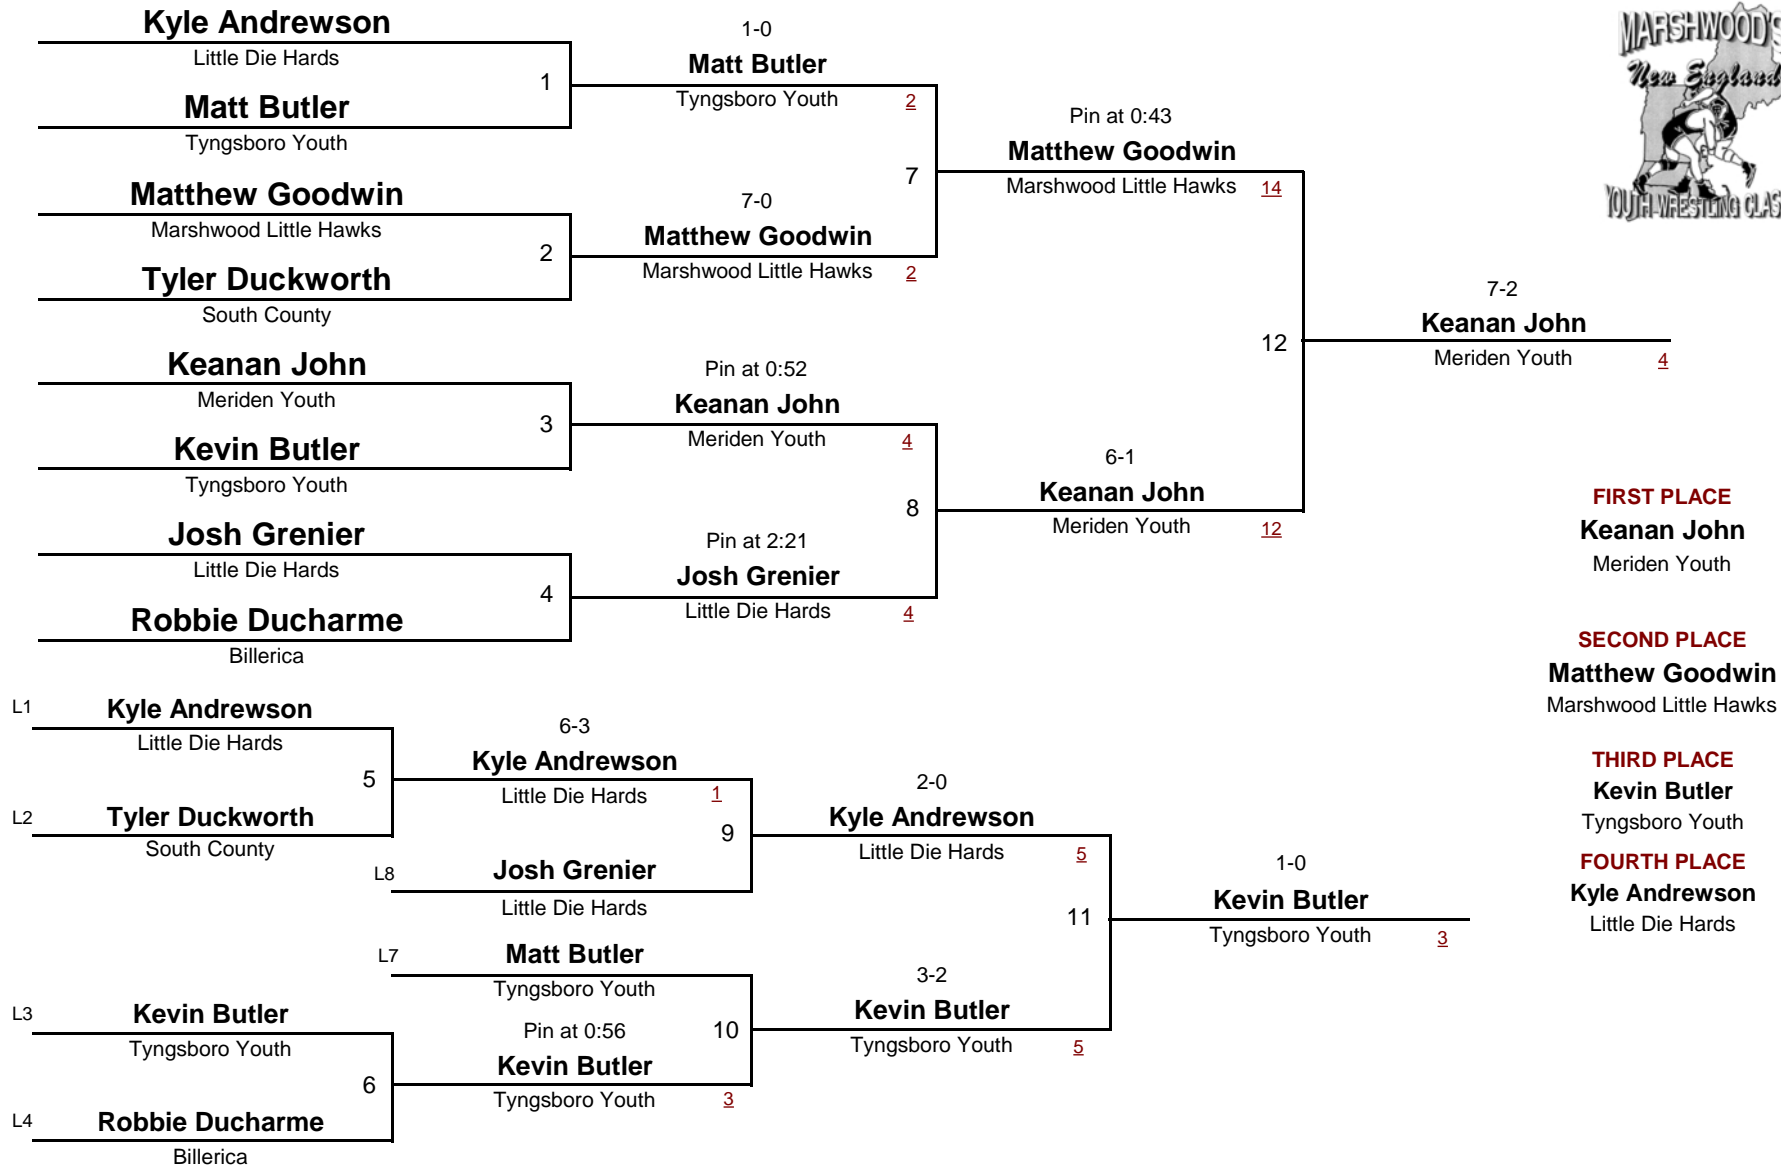 MARSHWOOD'S
New England
YOUTH WRESTLING CLAS
Kyle Andrewson
Little Die Hards
1
Matt Butler
Tyngsboro Youth
Matthew Goodwin
Marshwood Little Hawks
2
Tyler Duckworth
South County
Keanan John
Meriden Youth
3
Kevin Butler
Tyngsboro Youth
Josh Grenier
Little Die Hards
4
Robbie Ducharme
Billerica
1-0
Matt Butler
Tyngsboro Youth 2
7
7-0
Matthew Goodwin
Marshwood Little Hawks 2
Pin at 0:52
Keanan John
Meriden Youth 4
8
Pin at 2:21
Josh Grenier
Little Die Hards 4
Pin at 0:43
Matthew Goodwin
Marshwood Little Hawks 14
12
6-1
Keanan John
Meriden Youth 12
7-2
Keanan John
Meriden Youth 4
FIRST PLACE
Keanan John
Meriden Youth
SECOND PLACE
Matthew Goodwin
Marshwood Little Hawks
THIRD PLACE
Kevin Butler
Tyngsboro Youth
FOURTH PLACE
Kyle Andrewson
Little Die Hards
L1 Kyle Andrewson
Little Die Hards
5
L2 Tyler Duckworth
South County
L3 Kevin Butler
Tyngsboro Youth
6
L4 Robbie Ducharme
Billerica
6-3
Kyle Andrewson
Little Die Hards 1
9
L8 Josh Grenier
Little Die Hards
L7 Matt Butler
Tyngsboro Youth
10
Pin at 0:56
Kevin Butler
Tyngsboro Youth 3
2-0
Kyle Andrewson
Little Die Hards 5
11
3-2
Kevin Butler
Tyngsboro Youth 5
1-0
Kevin Butler
Tyngsboro Youth 3